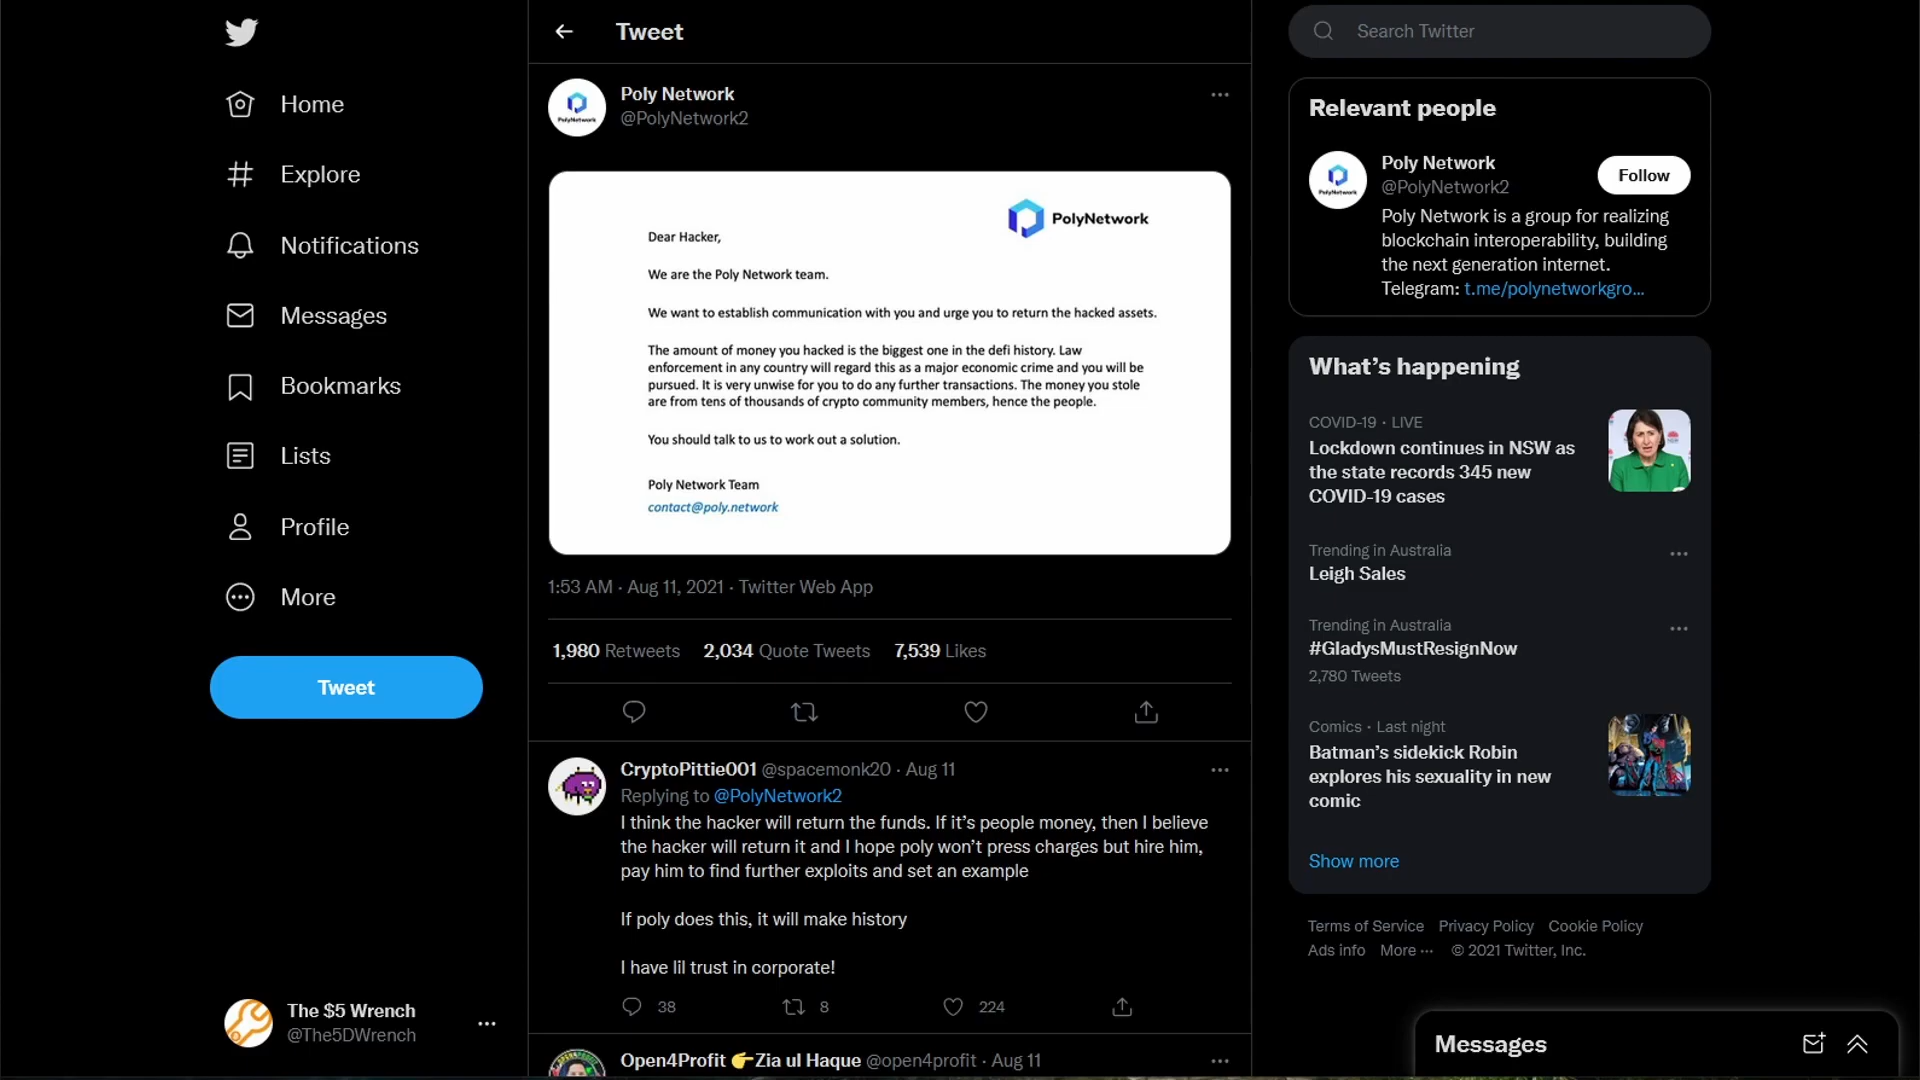 Home
Explore
Notifications
Messages
Bookmarks
Lists
Profile
More
Tweet
The $5 Wrench
@The5DWrench
Tweet
Poly Network
@PolyNetwork2
PolyNetwork
PolyNetwork
Dear Hacker,
We are the Poly Network team.
We want to establish communication with you and urge you to return the hacked assets.
The amount of money you hacked is the biggest one in the defi history. Law
enforcement in any country will regard this as a major economic crime and you will be
pursued. It is very unwise for you to do any further transactions. The money you stole
are from tens of thousands of crypto community members, hence the people.
You should talk to us to work out a solution.
Poly Network Team
contact@poly.network
1:53 AM · Aug 11, 2021 · Twitter Web App
1,980 Retweets 2,034 Quote Tweets 7,539 Likes
CryptoPittie001 @spacemonk20 · Aug 11
Replying to @PolyNetwork2
I think the hacker will return the funds. If it’s people money, then I believe
the hacker will return it and I hope poly won’t press charges but hire him,
pay him to find further exploits and set an example
If poly does this, it will make history
I have lil trust in corporate!
38 8 224
Open4Profit 👉Zia ul Haque @open4profit · Aug 11
Search Twitter
Relevant people
PolyNetwork
Poly Network
@PolyNetwork2
Follow
Poly Network is a group for realizing
blockchain interoperability, building
the next generation internet.
Telegram: t.me/polynetworkgro...
What’s happening
COVID-19 · LIVE
Lockdown continues in NSW as
the state records 345 new
COVID-19 cases
Trending in Australia
Leigh Sales
Trending in Australia
#GladysMustResignNow
2,780 Tweets
Comics · Last night
Batman’s sidekick Robin
explores his sexuality in new
comic
Show more
Terms of Service Privacy Policy Cookie Policy
Ads info More ··· © 2021 Twitter, Inc.
Messages